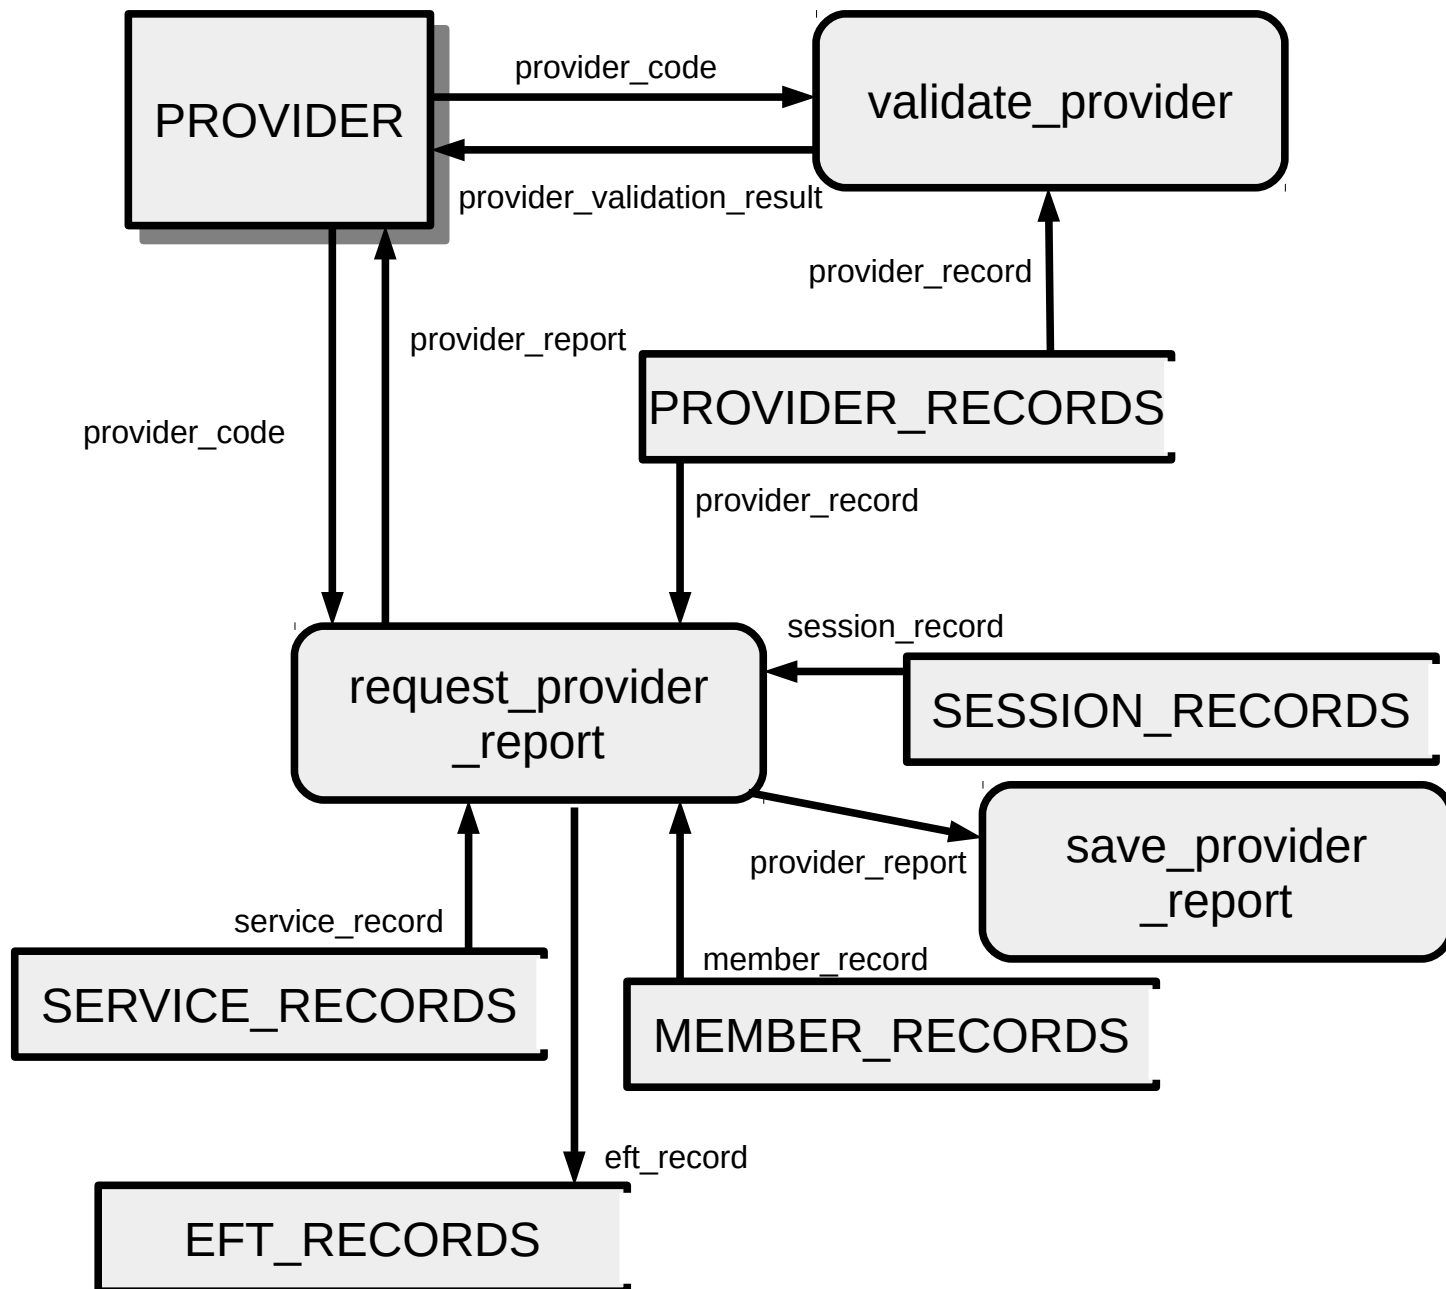 provider_code
PROVIDER
validate_provider
provider_validation_result
provider_record
provider_report
PROVIDER_RECORDS
provider_code
provider_record
session_record
request_provider
_report
SESSION_RECORDS
save_provider
_report
provider_report
service_record
member_record
SERVICE_RECORDS
MEMBER_RECORDS
eft_record
EFT_RECORDS